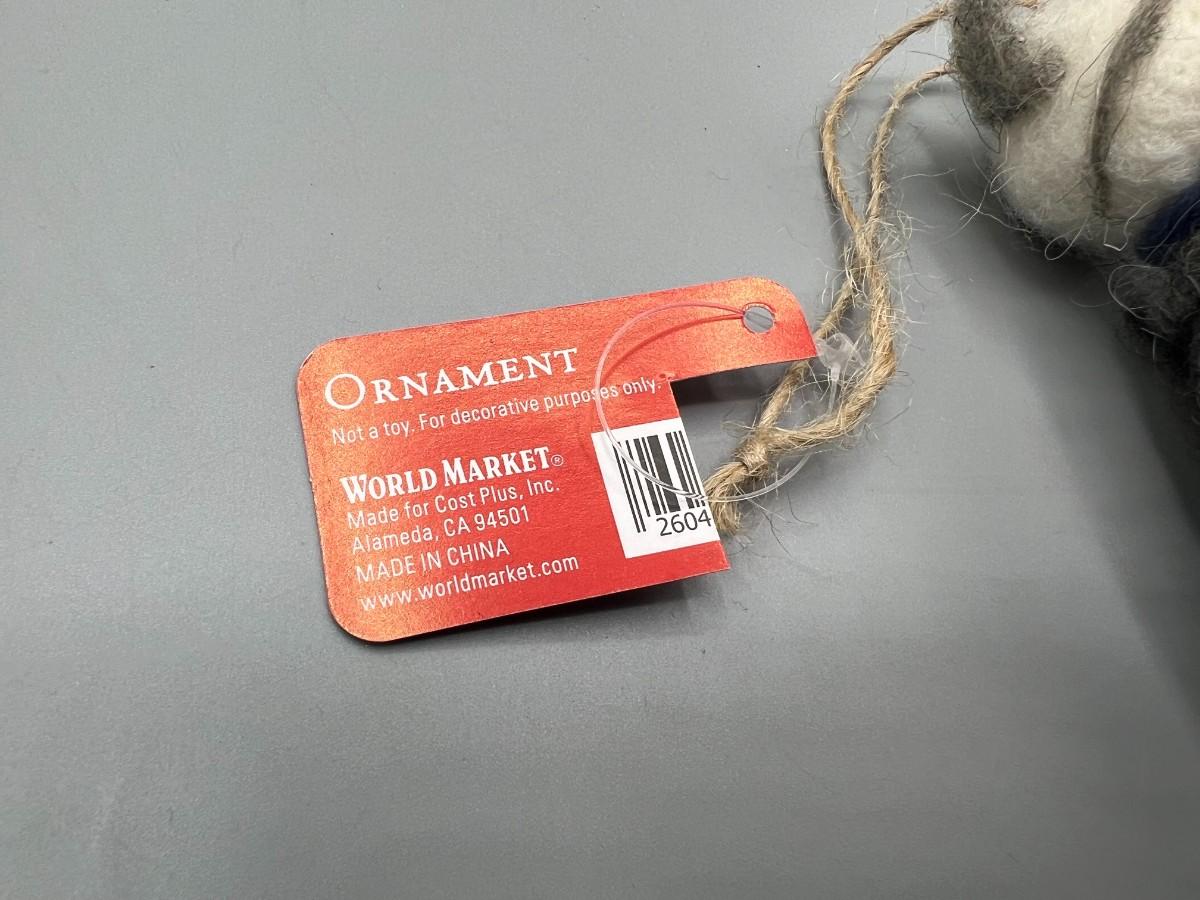 ORNAMENT
Not a toy. For decorative purposes only.
WORLD MARKET®
Made for Cost Plus, Inc.
Alameda, CA 94501
MADE IN CHINA
www.worldmarket.com
2604